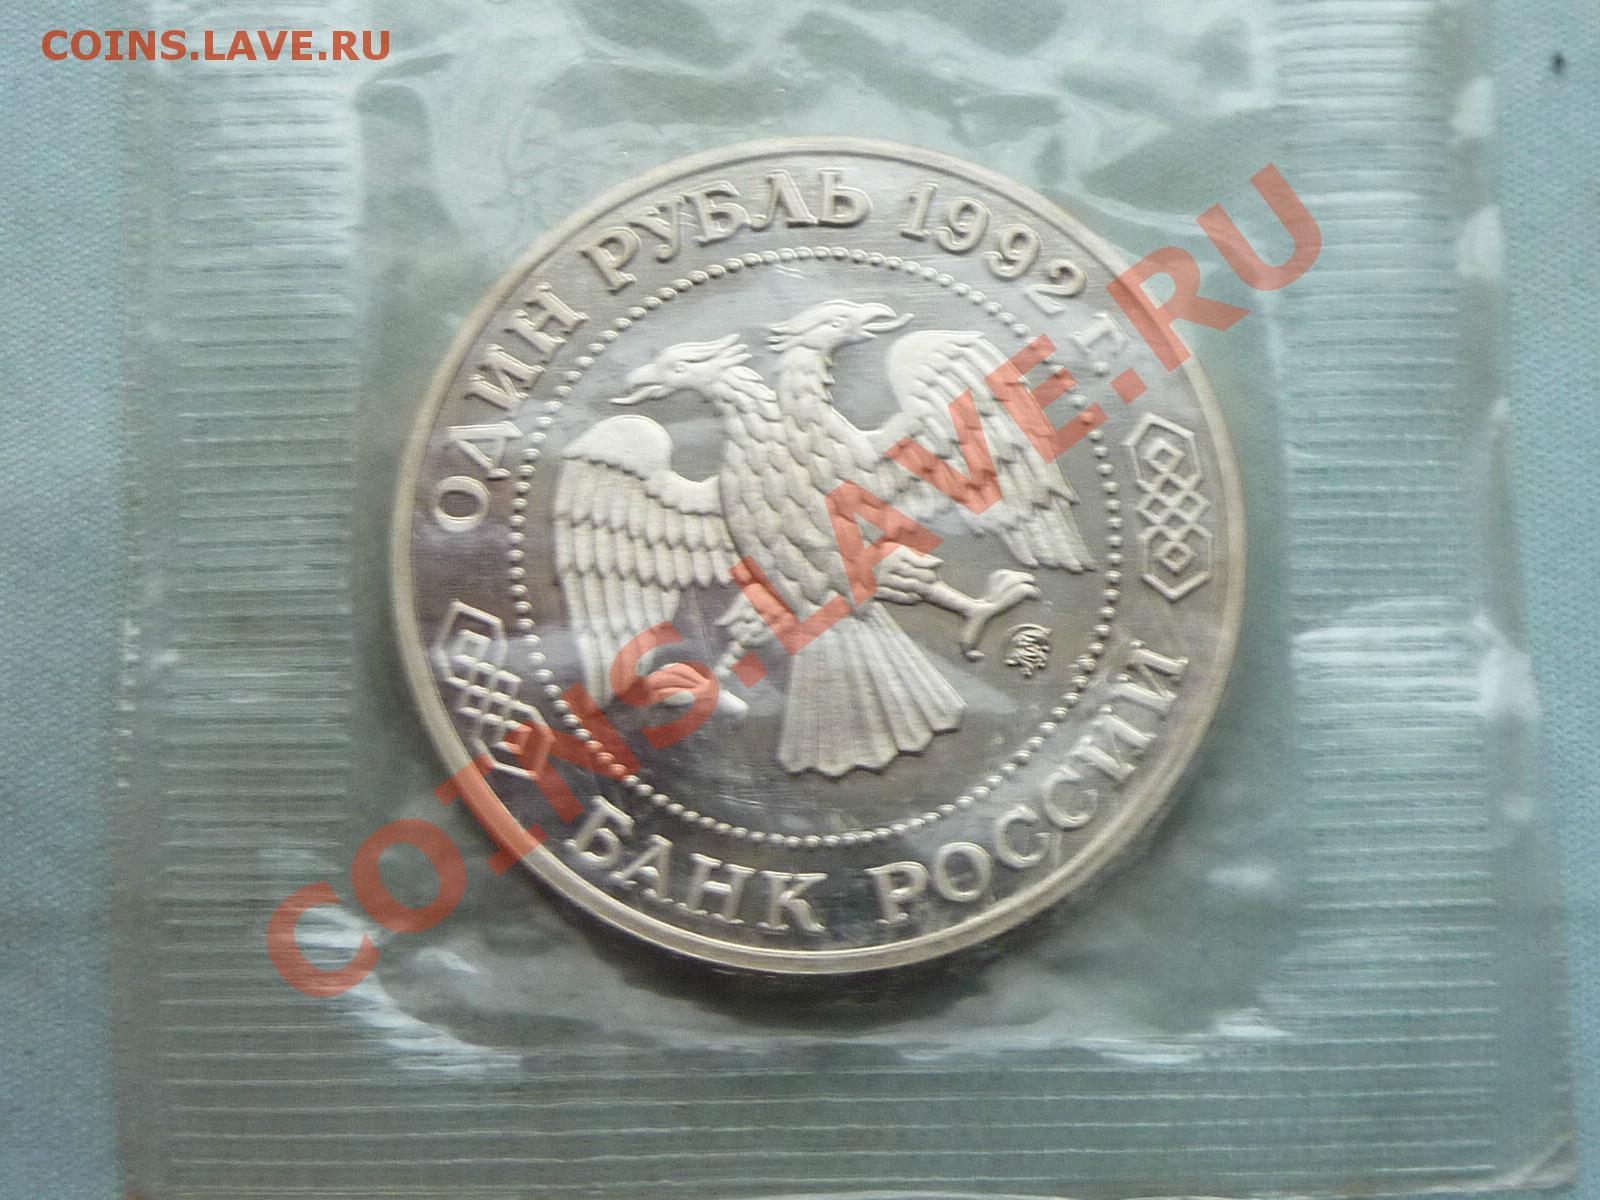 COINS.LAVE.RU
ОДИН РУБЛЬ 1992 г.
БАНК РОССИИ
COINS.LAVE.RU